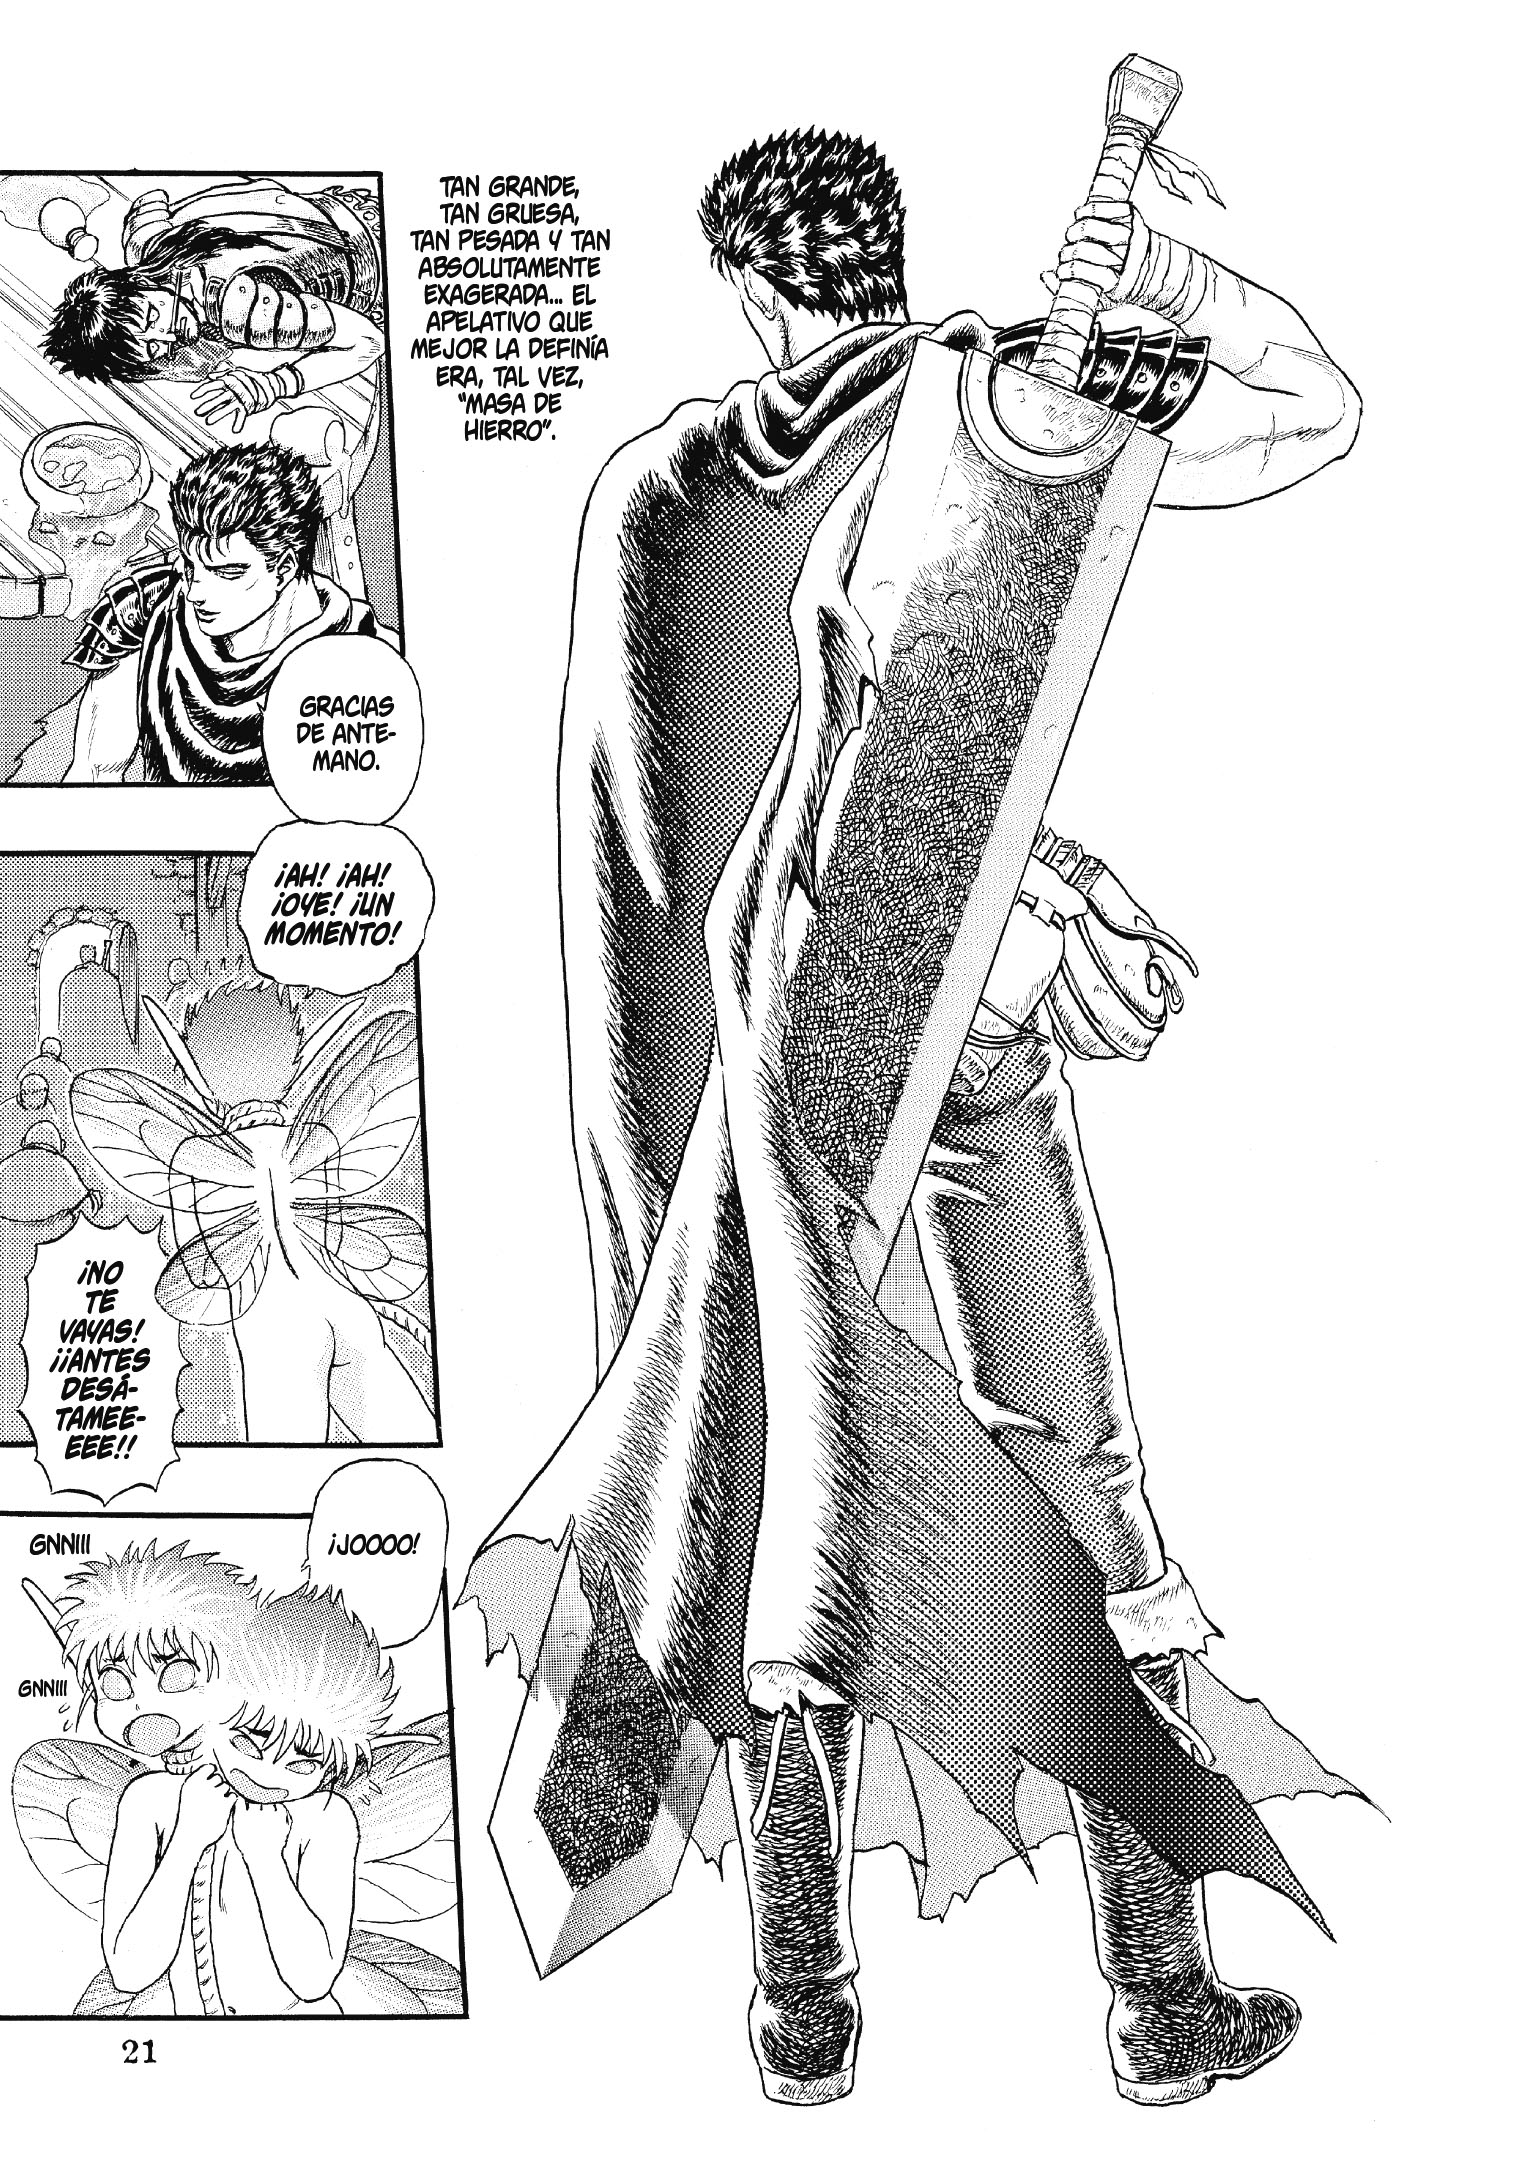 TAN GRANDE,
TAN GRUESA,
TAN PESADA Y TAN
ABSOLUTAMENTE
EXAGERADA... EL
APELATIVO QUE
MEJOR LA DEFINÍA
ERA, TAL VEZ,
"MASA DE
HIERRO".
GRACIAS
DE ANTE-
MANO.
¡AH! ¡AH!
¡OYE! ¡UN
MOMENTO!
¡NO
TE
VAYAS!
¡¡ANTES
DESÁ-
TAMEE-
EEE!!
¡JOOOO!
GNNIII
GNNIII
21